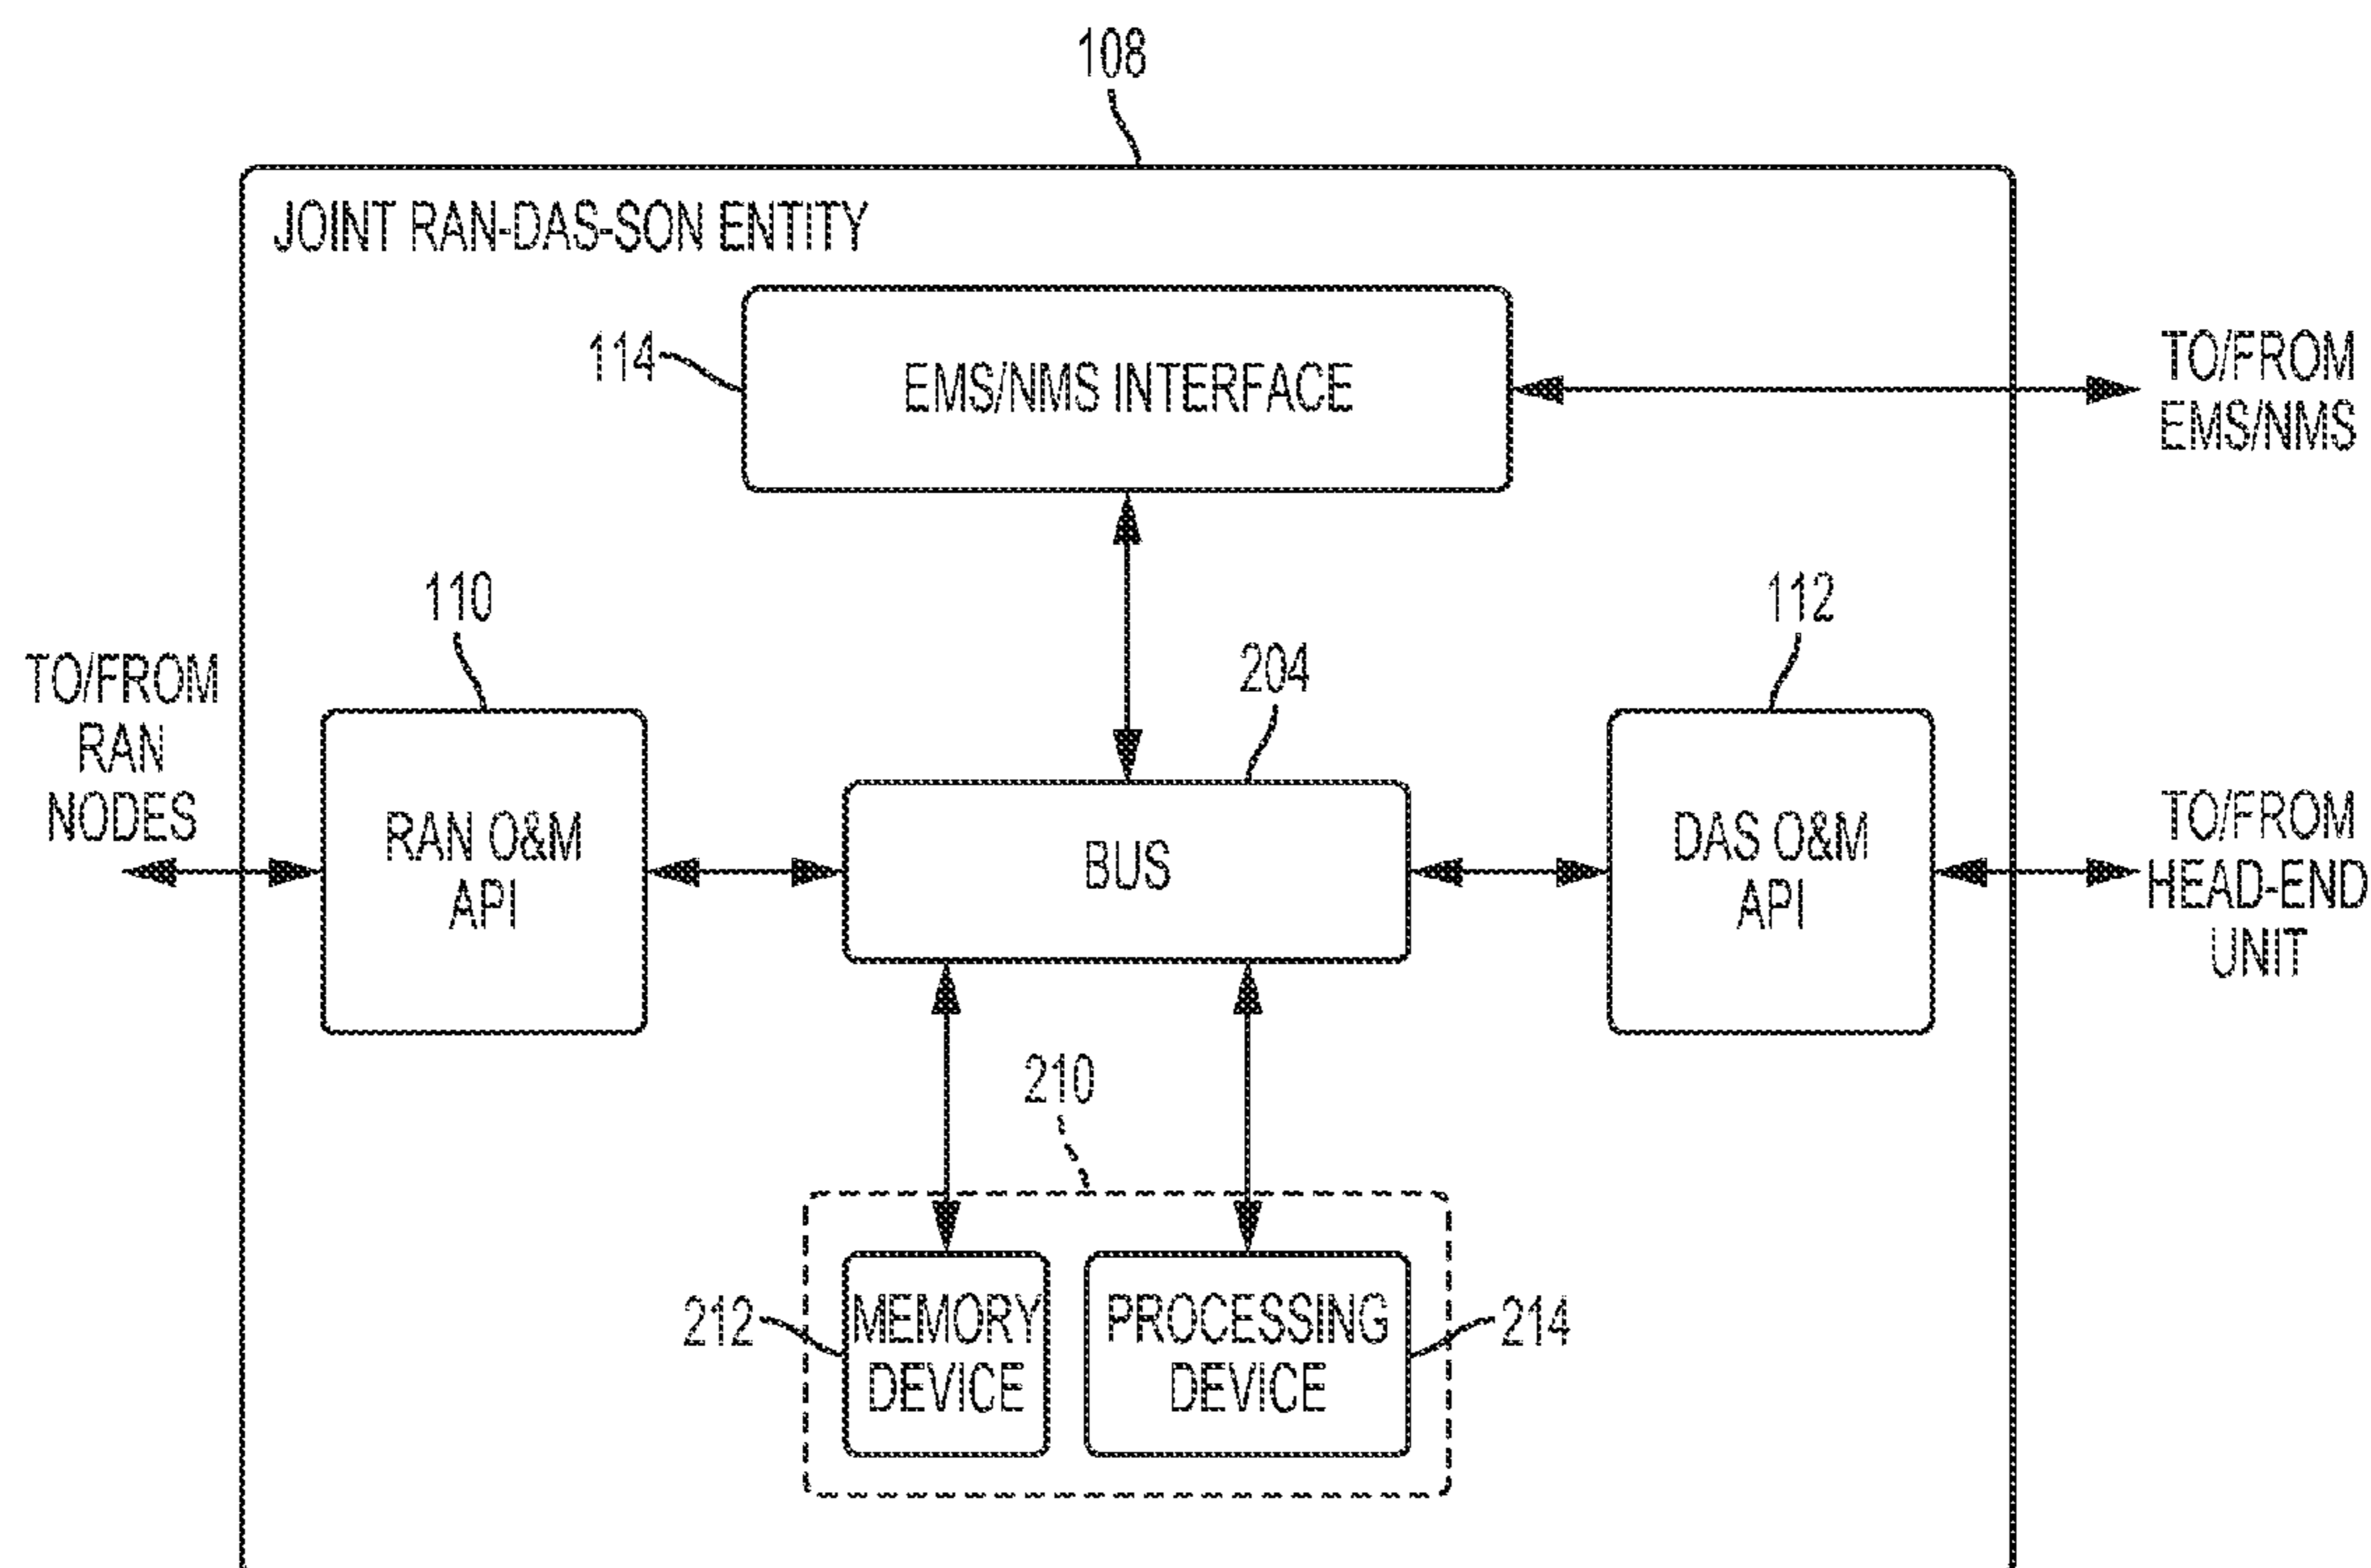 108
JOINT RAN-DAS-SON ENTITY
114
EMS/NMS INTERFACE
TO/FROM
EMS/NMS
110
112
TO/FROM
RAN
NODES
204
RAN O&M
API
BUS
DAS O&M
API
TO/FROM
HEAD-END
UNIT
210
212
MEMORY
DEVICE
PROCESSING
DEVICE
214